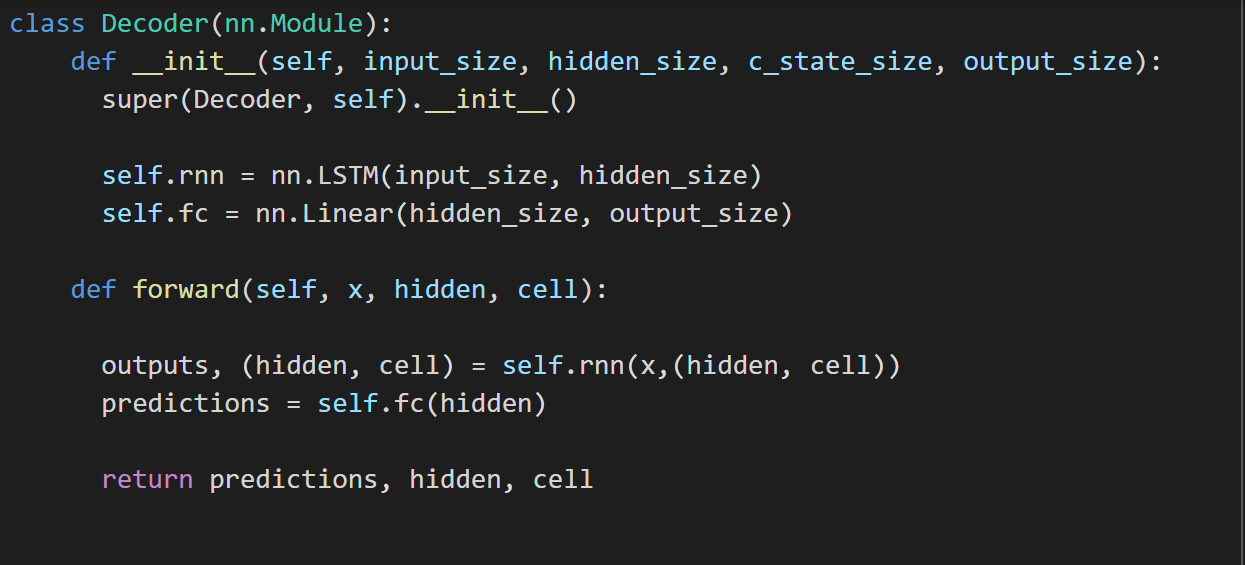 class Decoder(nn.Module):
    def __init__(self, input_size, hidden_size, c_state_size, output_size):
      super(Decoder, self).__init__()
      self.rnn = nn.LSTM(input_size, hidden_size)
      self.fc = nn.Linear(hidden_size, output_size)
    def forward(self, x, hidden, cell):
      outputs, (hidden, cell) = self.rnn(x,(hidden, cell))
      predictions = self.fc(hidden)
      return predictions, hidden, cell